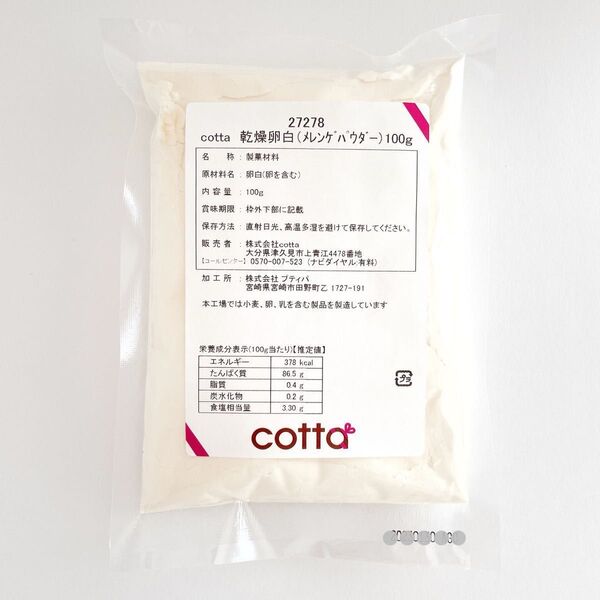 27278
cotta 乾燥卵白(ﾒﾚﾝｹﾞﾊﾟｳﾀﾞｰ)100g
名 称：製菓材料
原材料名：卵白(卵を含む)
内容量：100g
賞味期限：枠外下部に記載
保存方法：直射日光、高温多湿を避けて保存してください。
販売者：株式会社cotta
大分県津久見市上青江4478番地
【コールセンター】0570-007-523（ナビダイヤル:有料）
加工所：株式会社 プティパ
宮崎県宮崎市田野町乙 1727-191
本工場では小麦、卵、乳を含む製品を製造しています
栄養成分表示(100g当たり)【推定値】
エネルギー 378 kcal
たんぱく質 86.5 g
脂質 0.4 g
炭水化物 0.2 g
食塩相当量 3.30 g
プラ
cotta